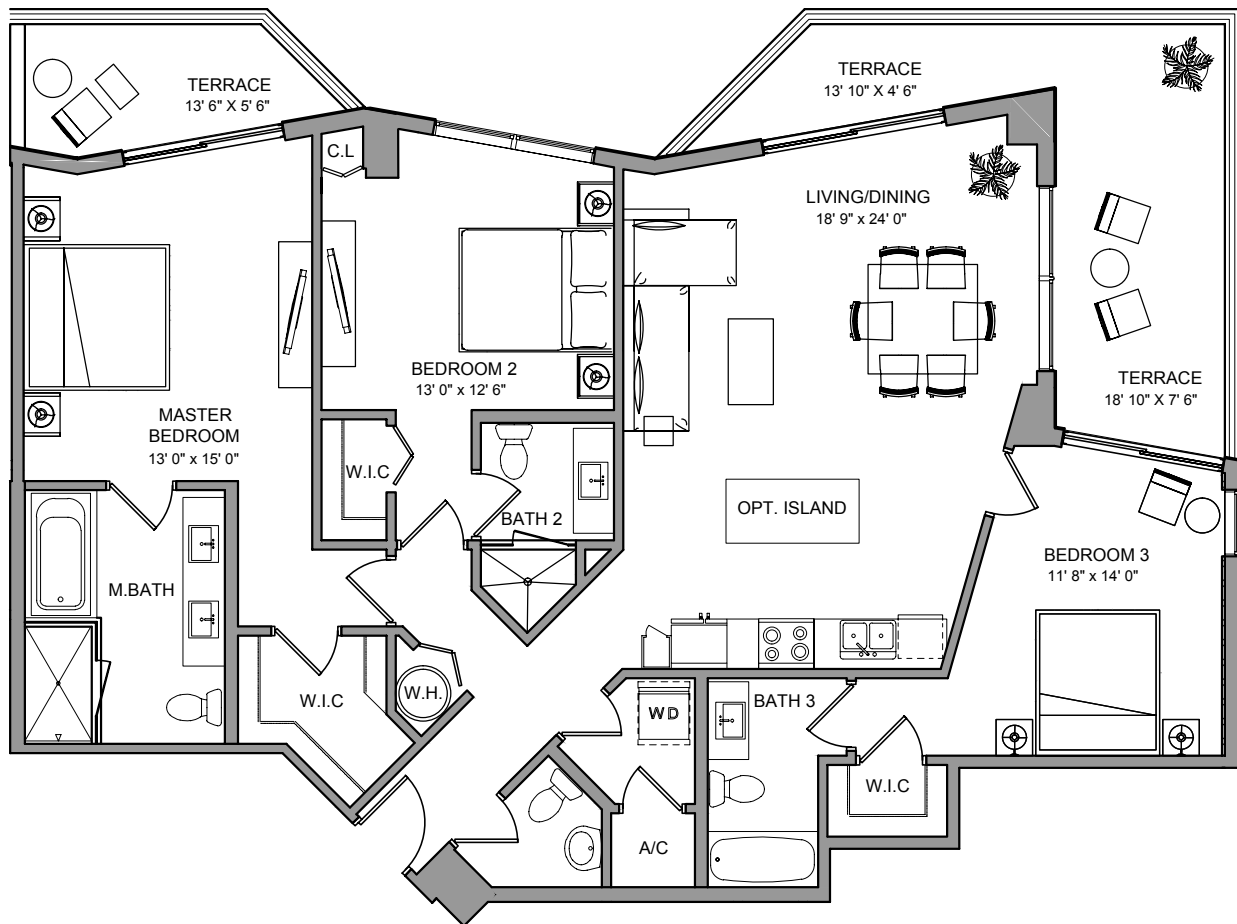 TERRACE
13' 6" X 5' 6"
TERRACE
13' 10" X 4' 6"
C.L
LIVING/DINING
18' 9" x 24' 0"
BEDROOM 2
13' 0" x 12' 6"
TERRACE
18' 10" X 7' 6"
MASTER
BEDROOM
13' 0" x 15' 0"
W.I.C
BATH 2
OPT. ISLAND
BEDROOM 3
11' 8" x 14' 0"
M.BATH
W.I.C
W.H.
WD
BATH 3
W.I.C
A/C